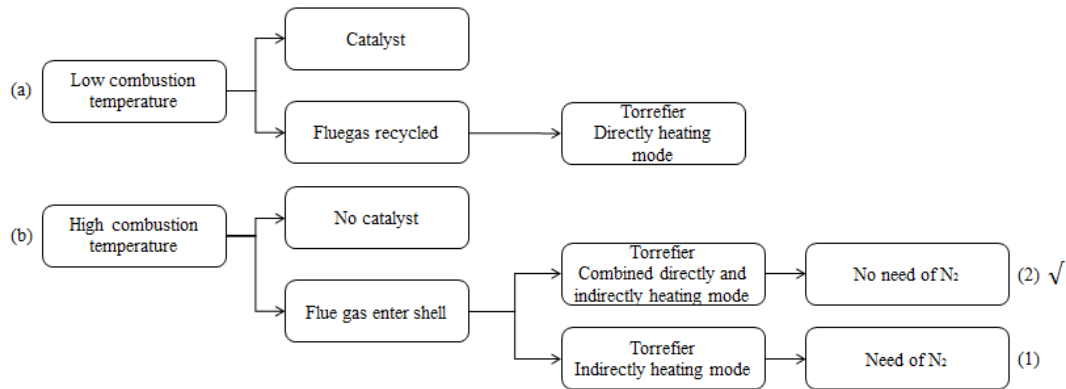 Catalyst
(a)
Low combustion
temperature
Fluegas recycled
Torrefier
Directly heating
mode
(b)
High combustion
temperature
No catalyst
Flue gas enter shell
Torrefier
Combined directly and
indirectly heating mode
No need of N₂
(2) √
Torrefier
Indirectly heating mode
Need of N₂
(1)